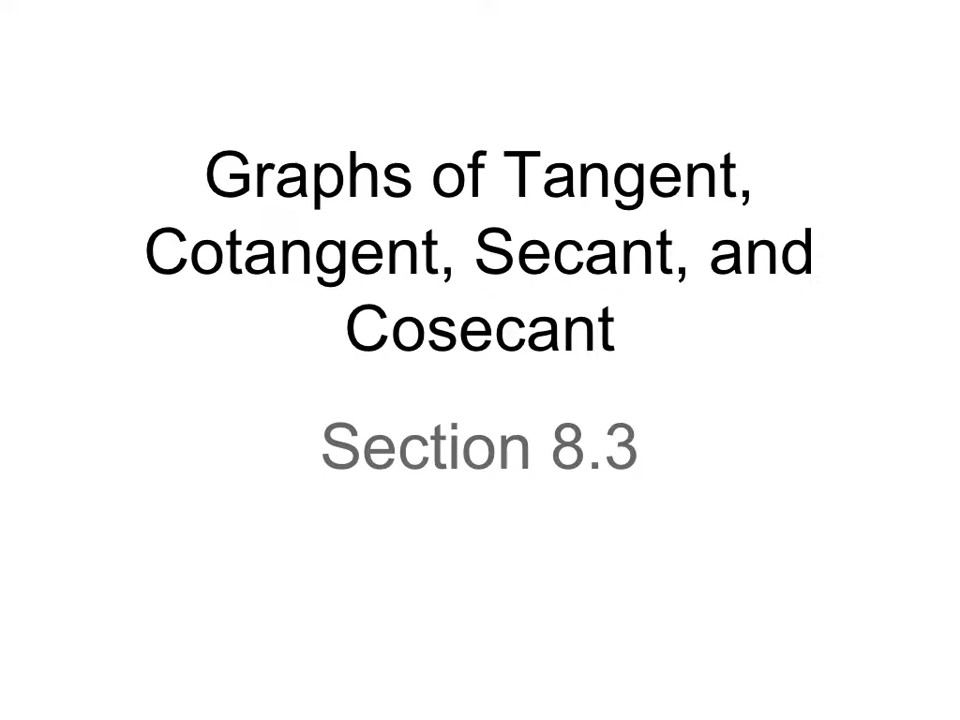 Graphs of Tangent,
Cotangent, Secant, and
Cosecant
Section 8.3